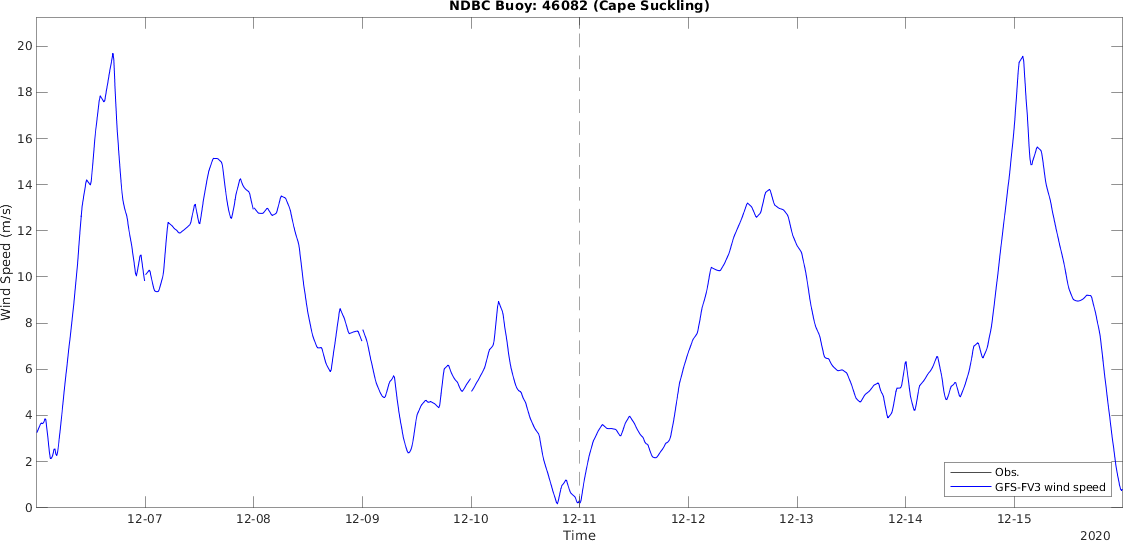 NDBC Buoy: 46082 (Cape Suckling)
Wind Speed (m/s)
20
18
16
14
12
10
8
6
4
2
0
Obs.
GFS-FV3 wind speed
12-07 12-08 12-09 12-10 12-11 12-12 12-13 12-14 12-15
Time
2020